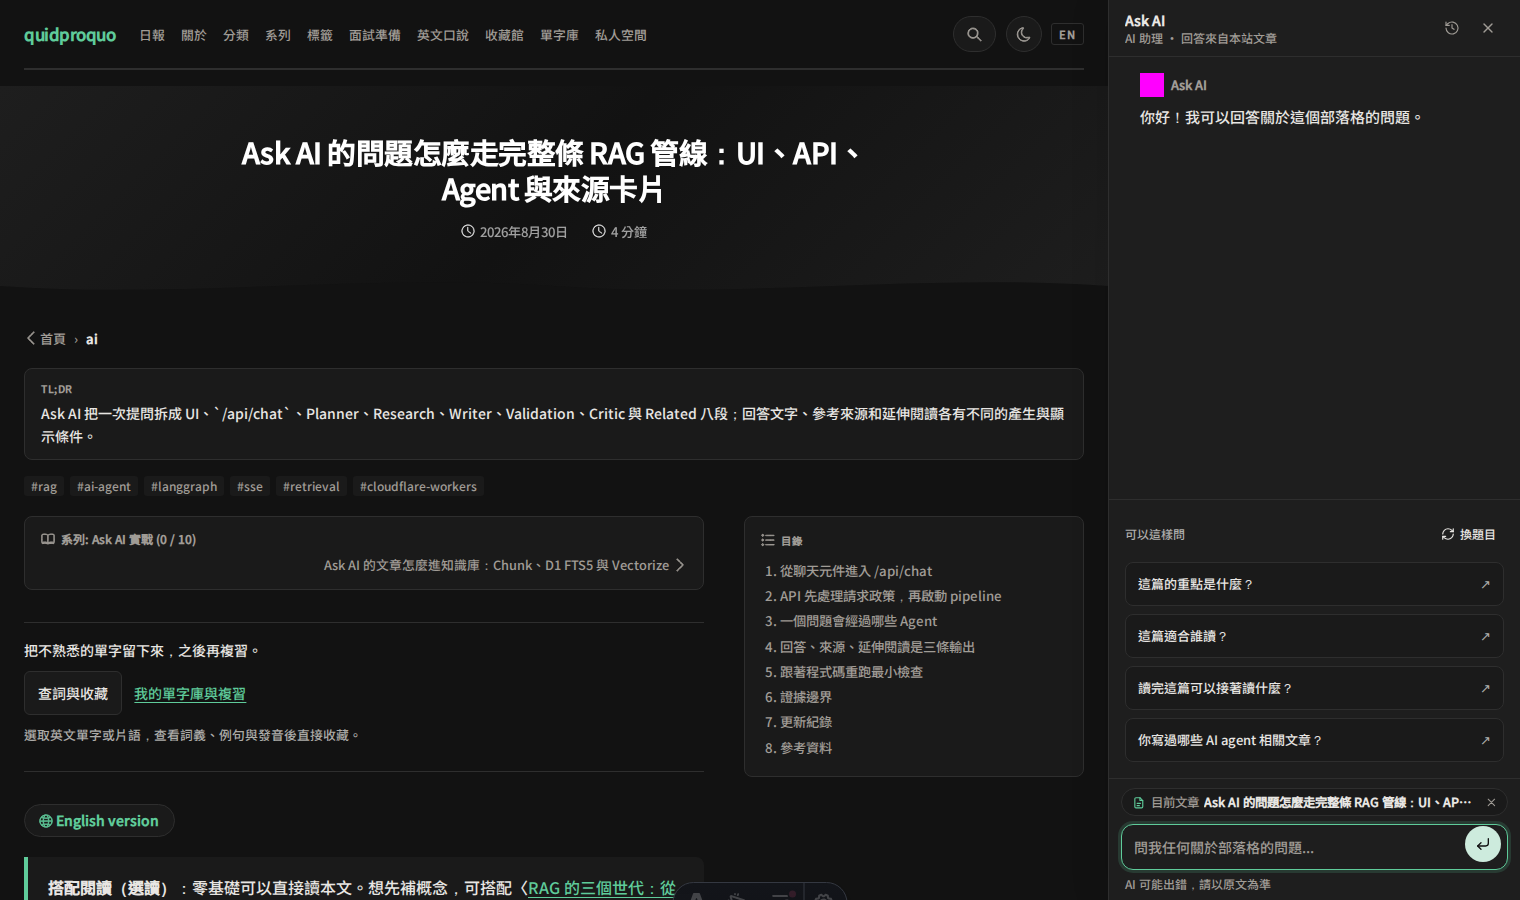 quidproquo
日報 關於 分類 系列 標籤 面試準備 英文口說 收藏館 單字庫 私人空間
EN
Ask AI 的問題怎麼走完整條 RAG 管線：UI、API、
Agent 與來源卡片
2026年8月30日 4 分鐘
首頁 › ai
TL;DR
Ask AI 把一次提問拆成 UI、`/api/chat`、Planner、Research、Writer、Validation、Critic 與 Related 八段；回答文字、參考來源和延伸閱讀各有不同的產生與顯
示條件。
#rag #ai-agent #langgraph #sse #retrieval #cloudflare-workers
系列: Ask AI 實戰 (0 / 10)
Ask AI 的文章怎麼進知識庫：Chunk、D1 FTS5 與 Vectorize
把不熟悉的單字留下來，之後再複習。
查詞與收藏 我的單字庫與複習
選取英文單字或片語，查看詞義、例句與發音後直接收藏。
English version
搭配閱讀（選讀）：零基礎可以直接讀本文。想先補概念，可搭配〈RAG 的三個世代：從
目錄
1. 從聊天元件進入 /api/chat
2. API 先處理請求政策，再啟動 pipeline
3. 一個問題會經過哪些 Agent
4. 回答、來源、延伸閱讀是三條輸出
5. 跟著程式碼重跑最小檢查
6. 證據邊界
7. 更新紀錄
8. 參考資料
Ask AI
AI 助理 · 回答來自本站文章
Ask AI
你好！我可以回答關於這個部落格的問題。
可以這樣問 換題目
這篇的重點是什麼？ ↗
這篇適合誰讀？ ↗
讀完這篇可以接著讀什麼？ ↗
你寫過哪些 AI agent 相關文章？ ↗
目前文章 Ask AI 的問題怎麼走完整條 RAG 管線：UI、AP…
問我任何關於部落格的問題...
AI 可能出錯，請以原文為準